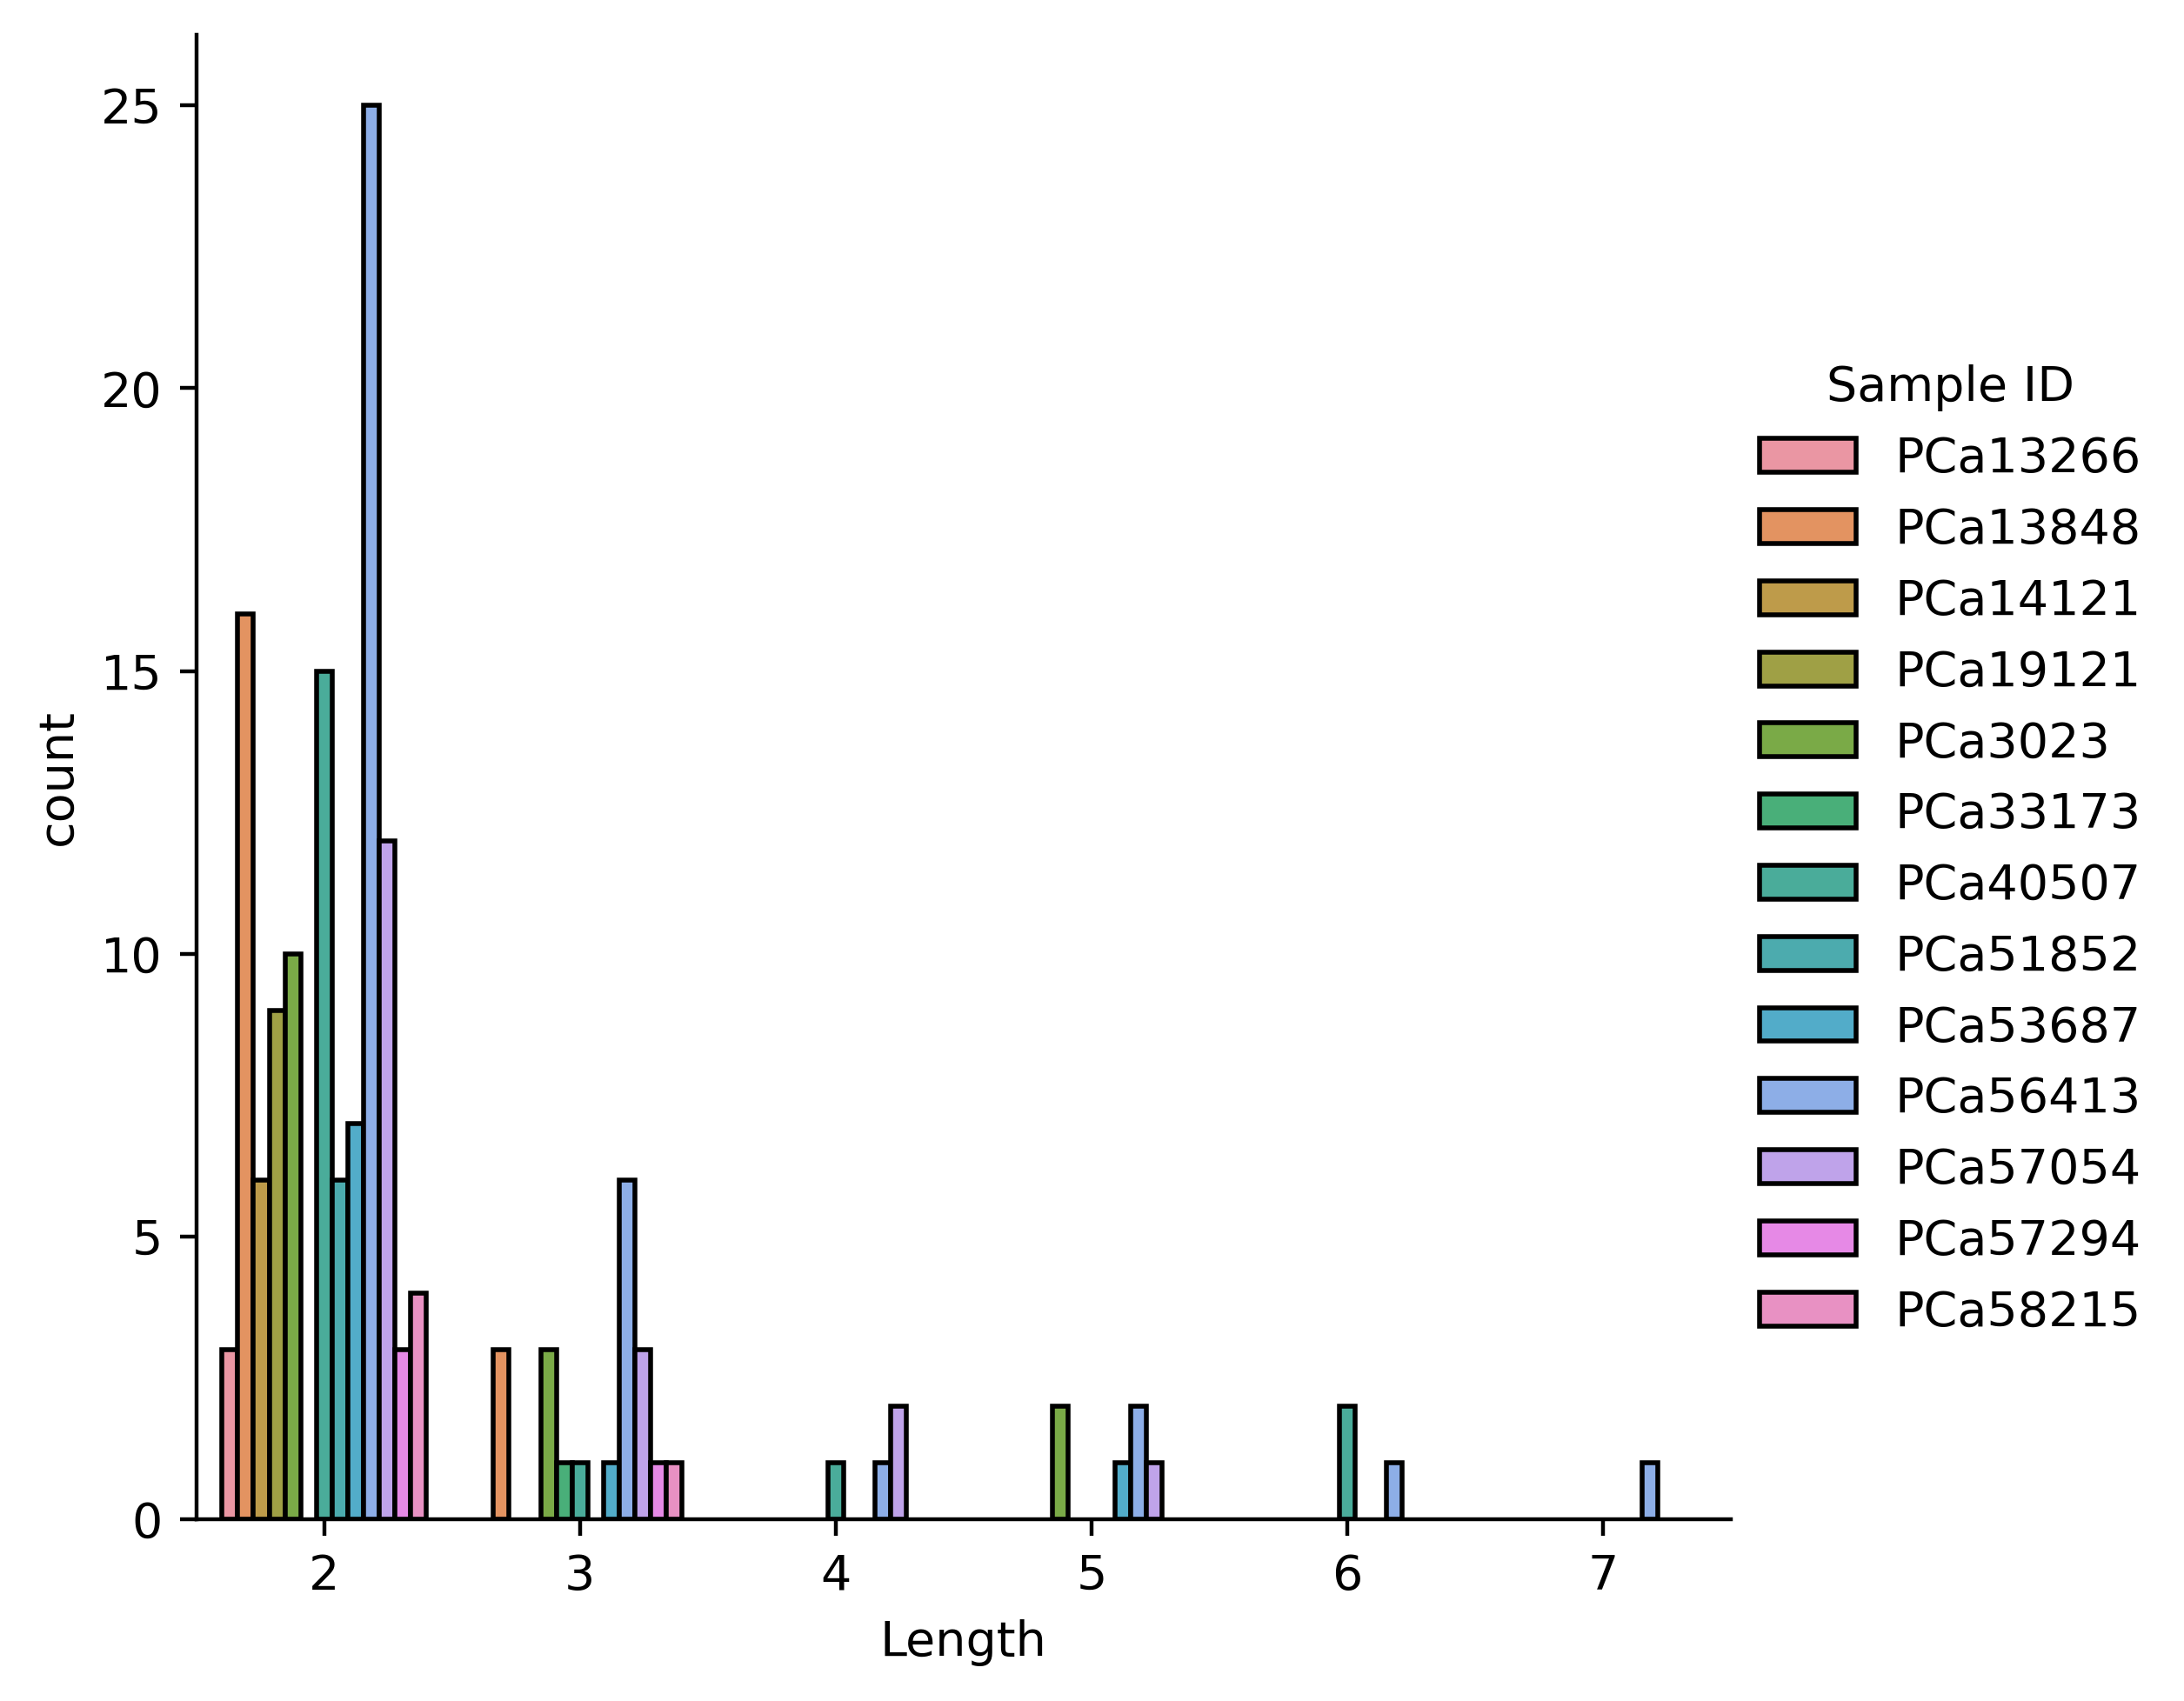 25
20
15
10
5
0
count
2 3 4 5 6 7
Length
Sample ID
PCa13266
PCa13848
PCa14121
PCa19121
PCa3023
PCa33173
PCa40507
PCa51852
PCa53687
PCa56413
PCa57054
PCa57294
PCa58215